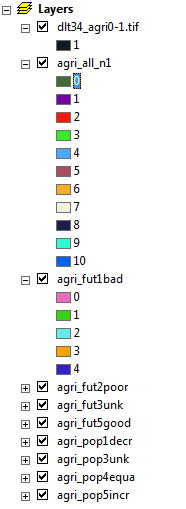 Layers
dlt34_agri0-1.tif
1
agri_all_n1
0
1
2
3
4
5
6
7
8
9
10
agri_fut1bad
0
1
2
3
4
agri_fut2poor
agri_fut3unk
agri_fut5good
agri_pop1decr
agri_pop3unk
agri_pop4equa
agri_pop5incr